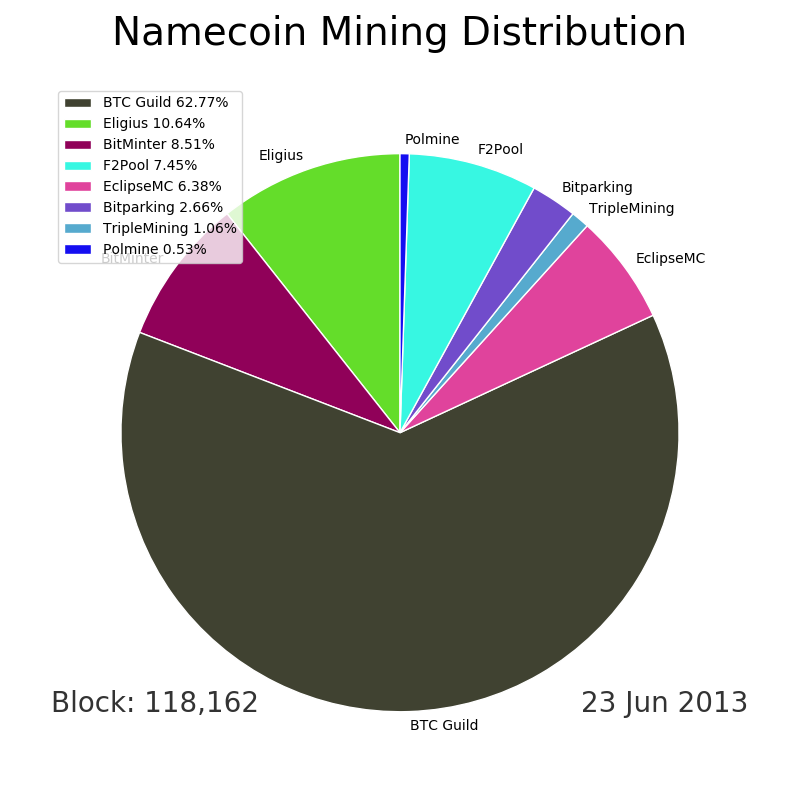 Namecoin Mining Distribution
BTC Guild 62.77%
Eligius 10.64%
BitMinter 8.51%
F2Pool 7.45%
EclipseMC 6.38%
Bitparking 2.66%
TripleMining 1.06%
Polmine 0.53%
Polmine
F2Pool
Eligius
Bitparking
TripleMining
BitMinter
EclipseMC
Block: 118,162
23 Jun 2013
BTC Guild